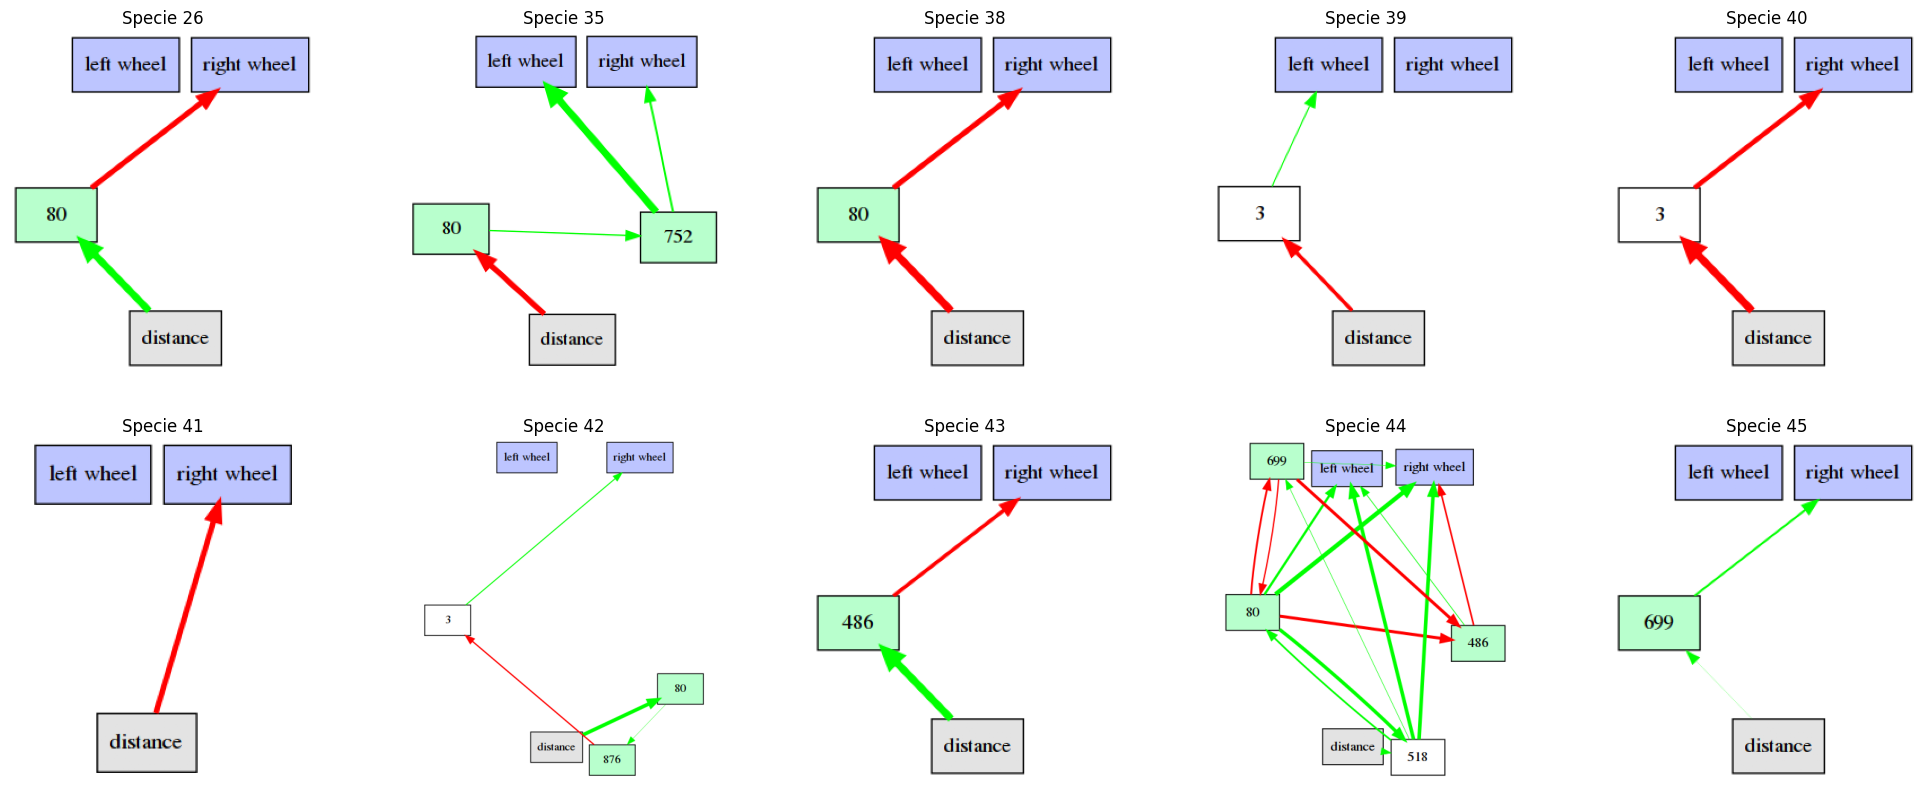 Specie 26
left wheel
right wheel
80
distance
Specie 35
left wheel
right wheel
80
752
distance
Specie 38
left wheel
right wheel
80
distance
Specie 39
left wheel
right wheel
3
distance
Specie 40
left wheel
right wheel
3
distance
Specie 41
left wheel
right wheel
distance
Specie 42
left wheel
right wheel
3
80
distance
876
Specie 43
left wheel
right wheel
486
distance
Specie 44
699
left wheel
right wheel
80
486
distance
518
Specie 45
left wheel
right wheel
699
distance